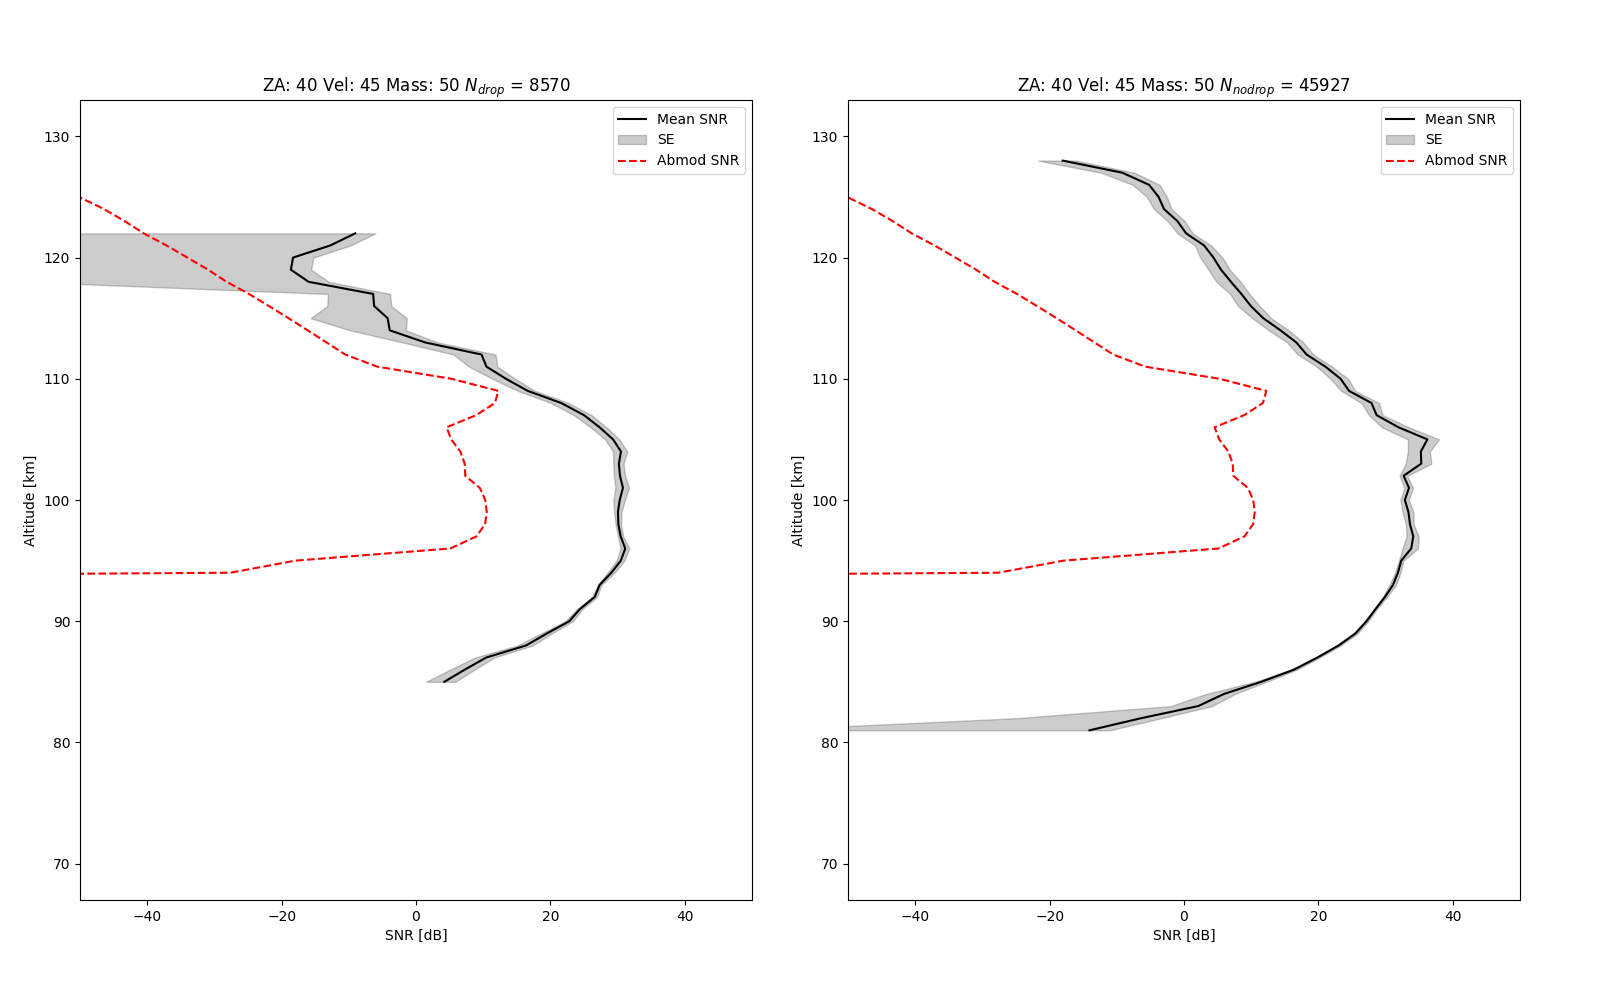 ZA: 40 Vel: 45 Mass: 50 N_drop = 8570
Mean SNR
SE
Abmod SNR
130
120
110
100
90
80
70
Altitude [km]
−40
−20
0
20
40
SNR [dB]
ZA: 40 Vel: 45 Mass: 50 N_nodrop = 45927
Mean SNR
SE
Abmod SNR
130
120
110
100
90
80
70
Altitude [km]
−40
−20
0
20
40
SNR [dB]